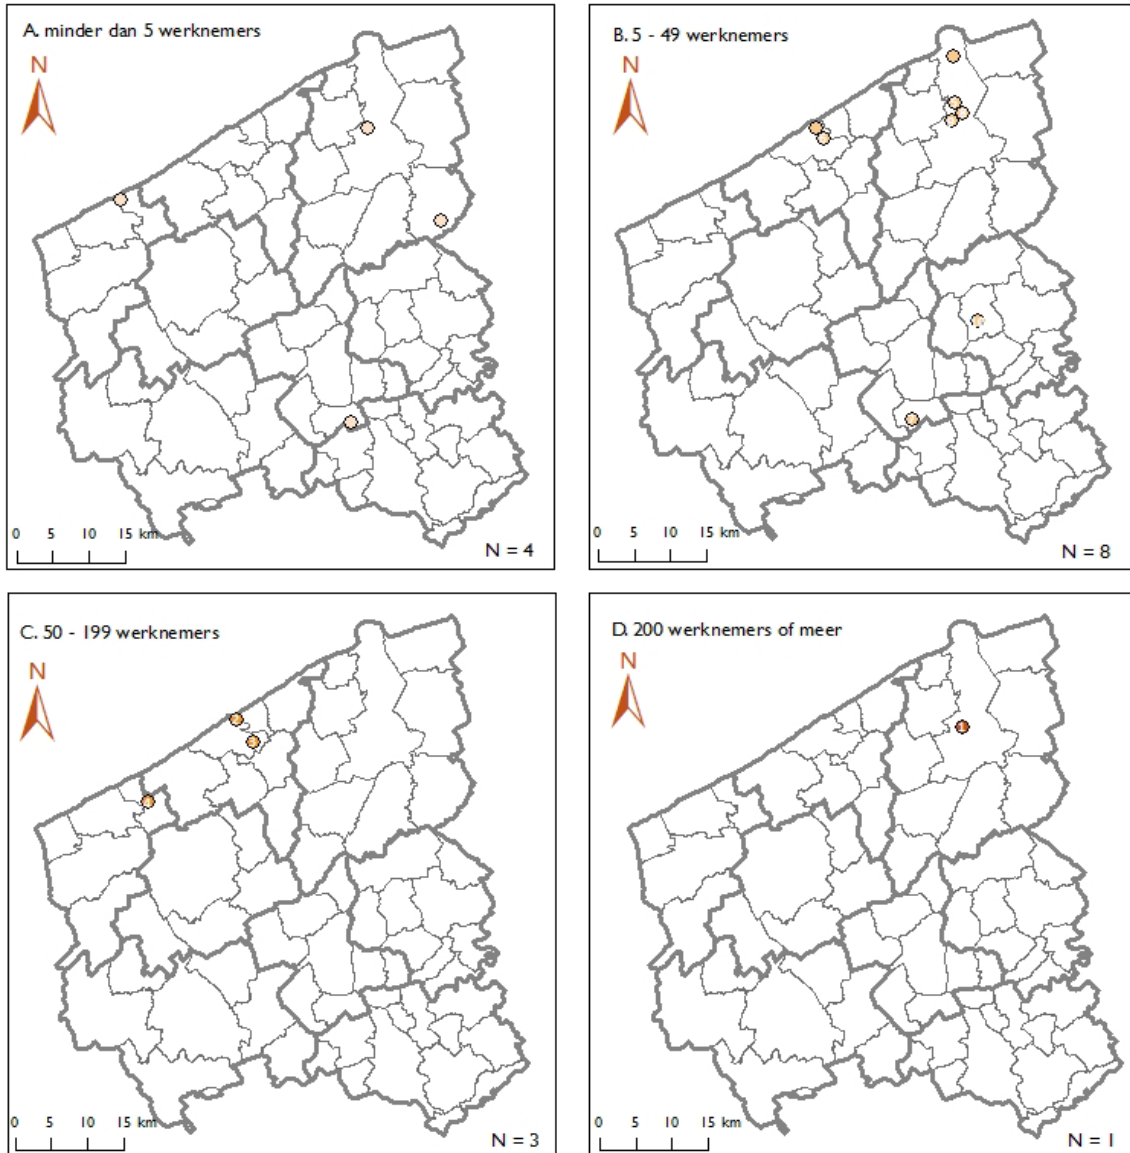 A. minder dan 5 werknemers
N
0 5 10 15 km
N = 4
B. 5 - 49 werknemers
N
0 5 10 15 km
N = 8
C. 50 - 199 werknemers
N
0 5 10 15 km
N = 3
D. 200 werknemers of meer
N
0 5 10 15 km
N = 1